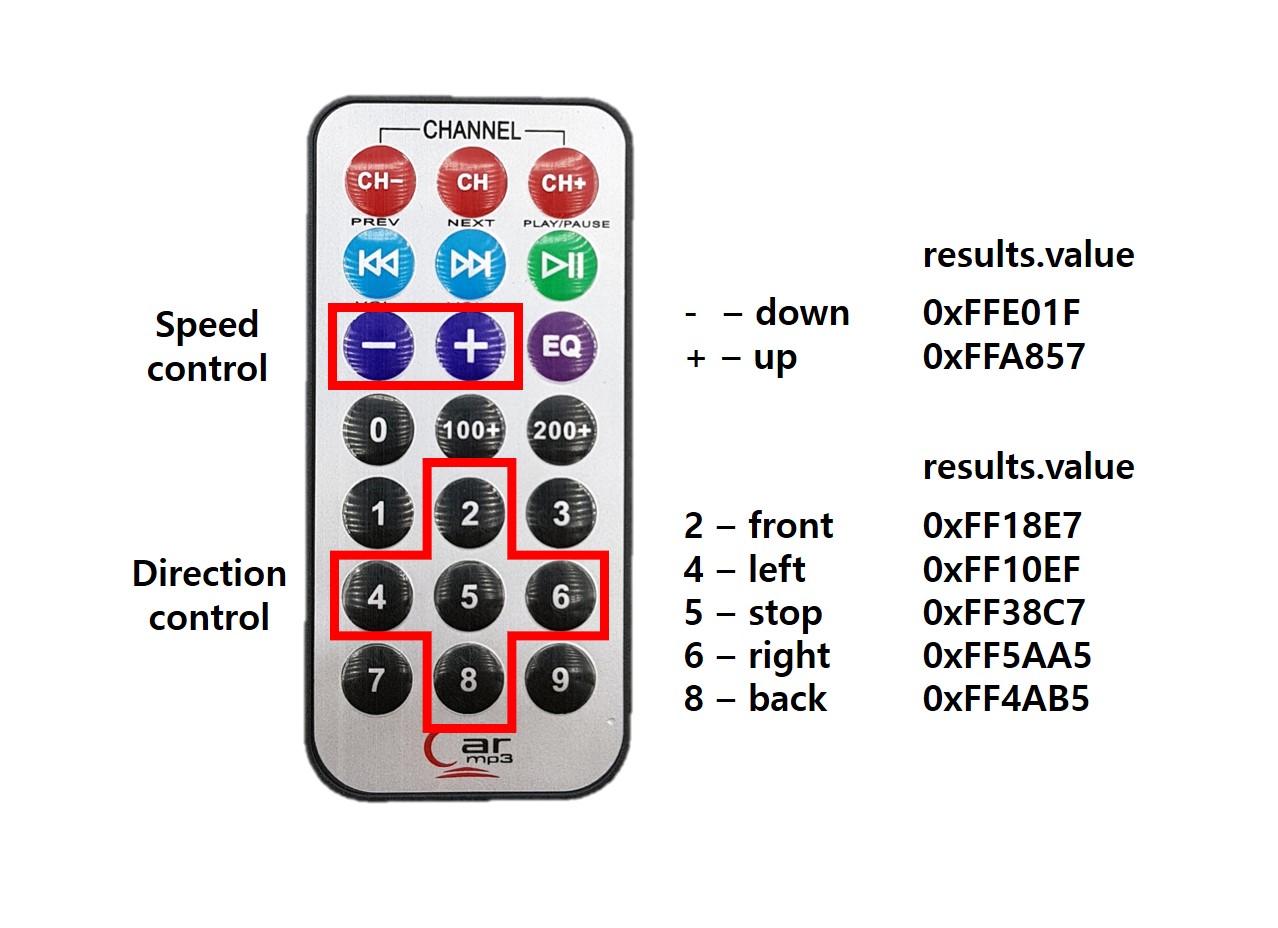 CHANNEL
CH− CH CH+
PREV NEXT PLAY/PAUSE
− + EQ
0 100+ 200+
1 2 3
4 5 6
7 8 9
Car
mp3
Speed
control
Direction
control
results.value
- – down 0xFFE01F
+ – up 0xFFA857
results.value
2 – front 0xFF18E7
4 – left 0xFF10EF
5 – stop 0xFF38C7
6 – right 0xFF5AA5
8 – back 0xFF4AB5